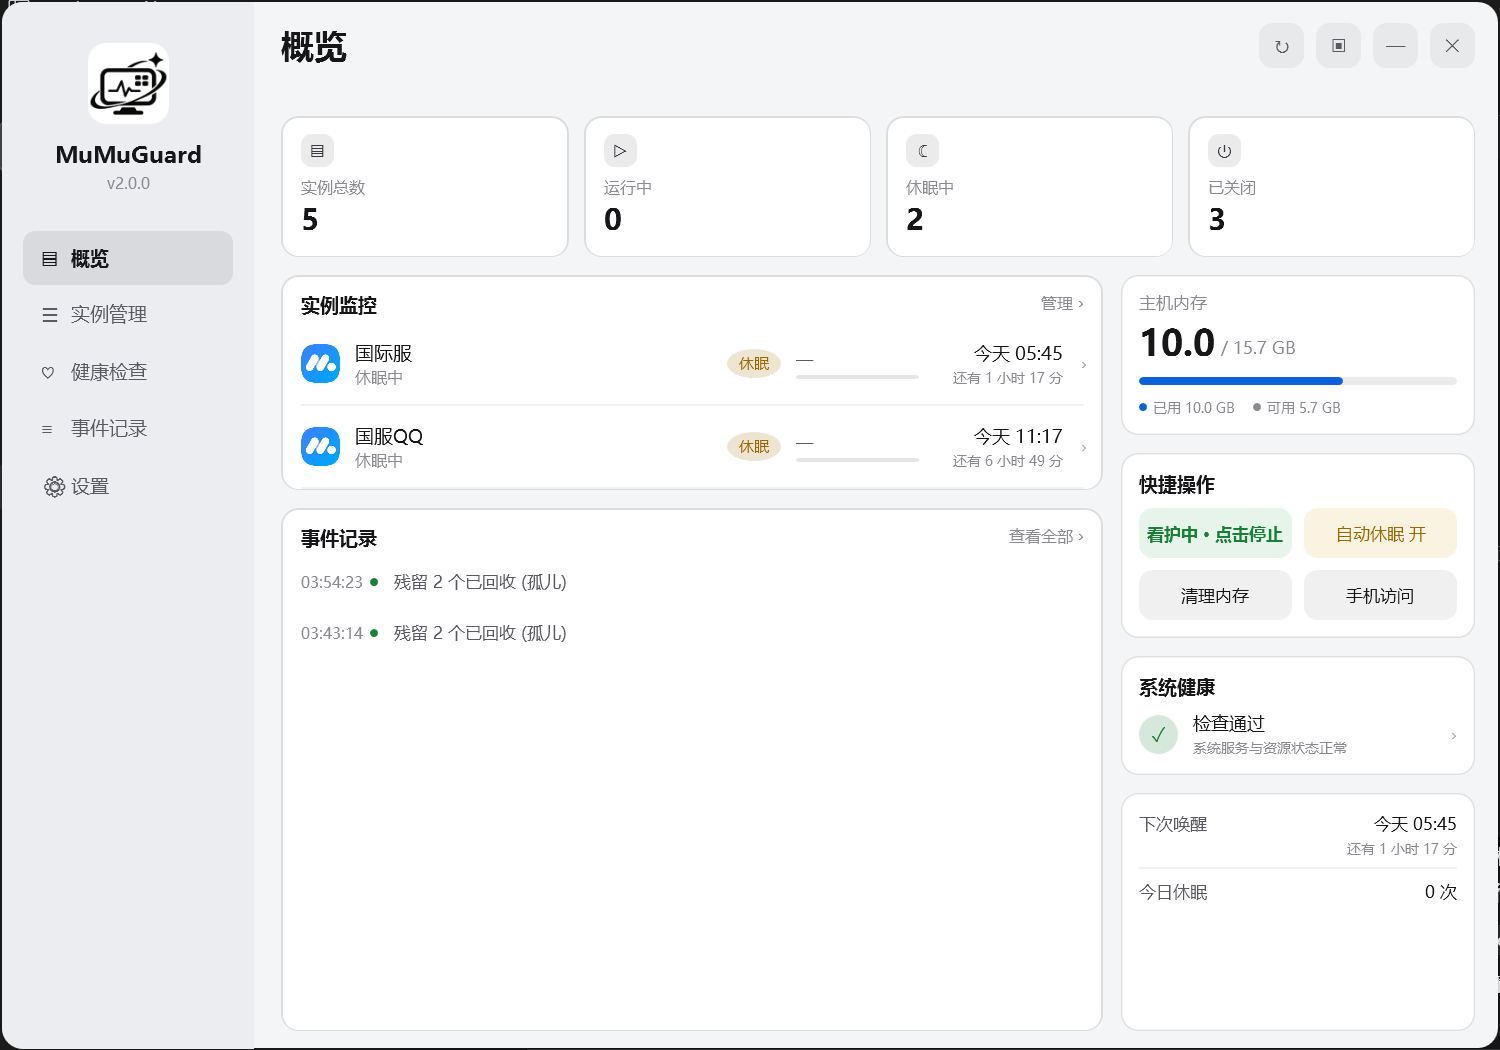 MuMuGuard
v2.0.0
概览
实例管理
健康检查
事件记录
设置
概览
实例总数
5
运行中
0
休眠中
2
已关闭
3
实例监控
管理 ›
国际服
休眠中
休眠
—
今天 05:45
还有 1 小时 17 分
国服QQ
休眠中
休眠
—
今天 11:17
还有 6 小时 49 分
事件记录
查看全部 ›
03:54:23 ● 残留 2 个已回收 (孤儿)
03:43:14 ● 残留 2 个已回收 (孤儿)
主机内存
10.0 / 15.7 GB
已用 10.0 GB
可用 5.7 GB
快捷操作
看护中 • 点击停止
自动休眠 开
清理内存
手机访问
系统健康
检查通过
系统服务与资源状态正常
下次唤醒
今天 05:45
还有 1 小时 17 分
今日休眠
0 次